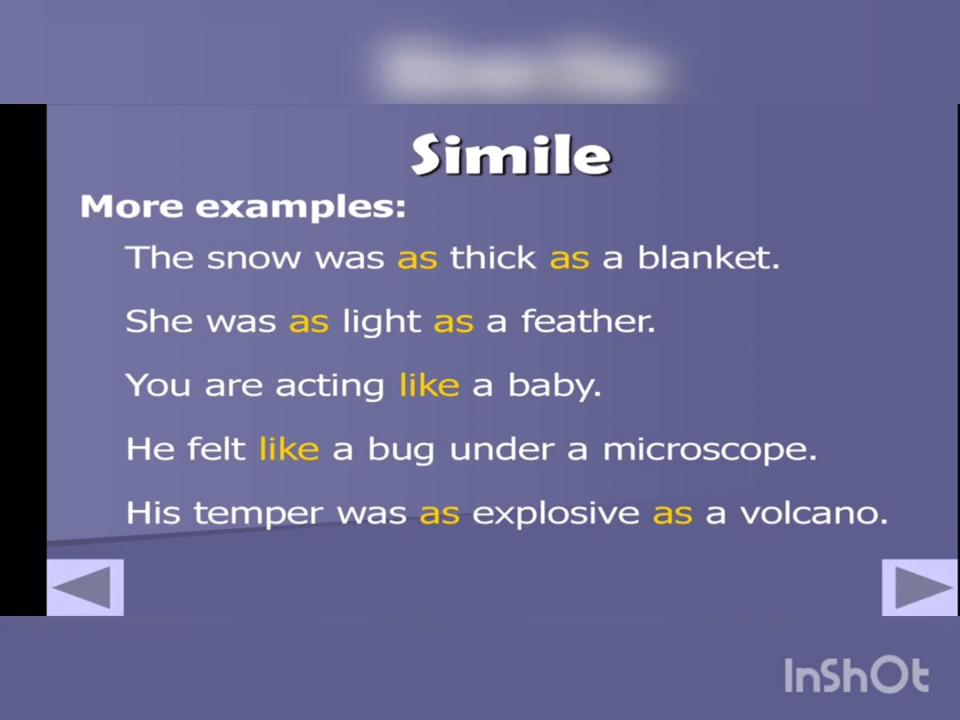 Simile
More examples:
The snow was as thick as a blanket.
She was as light as a feather.
You are acting like a baby.
He felt like a bug under a microscope.
His temper was as explosive as a volcano.
InShOt